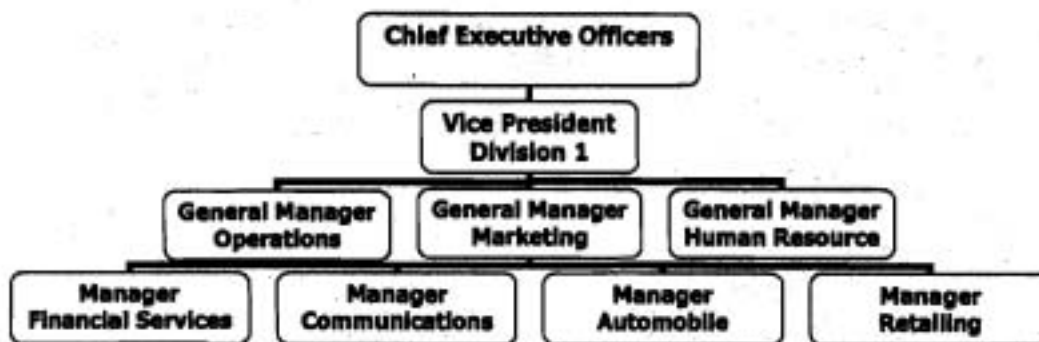 Chief Executive Officers
Vice President
Division 1
General Manager
Operations
General Manager
Marketing
General Manager
Human Resource
Manager
Financial Services
Manager
Communications
Manager
Automobile
Manager
Retailing